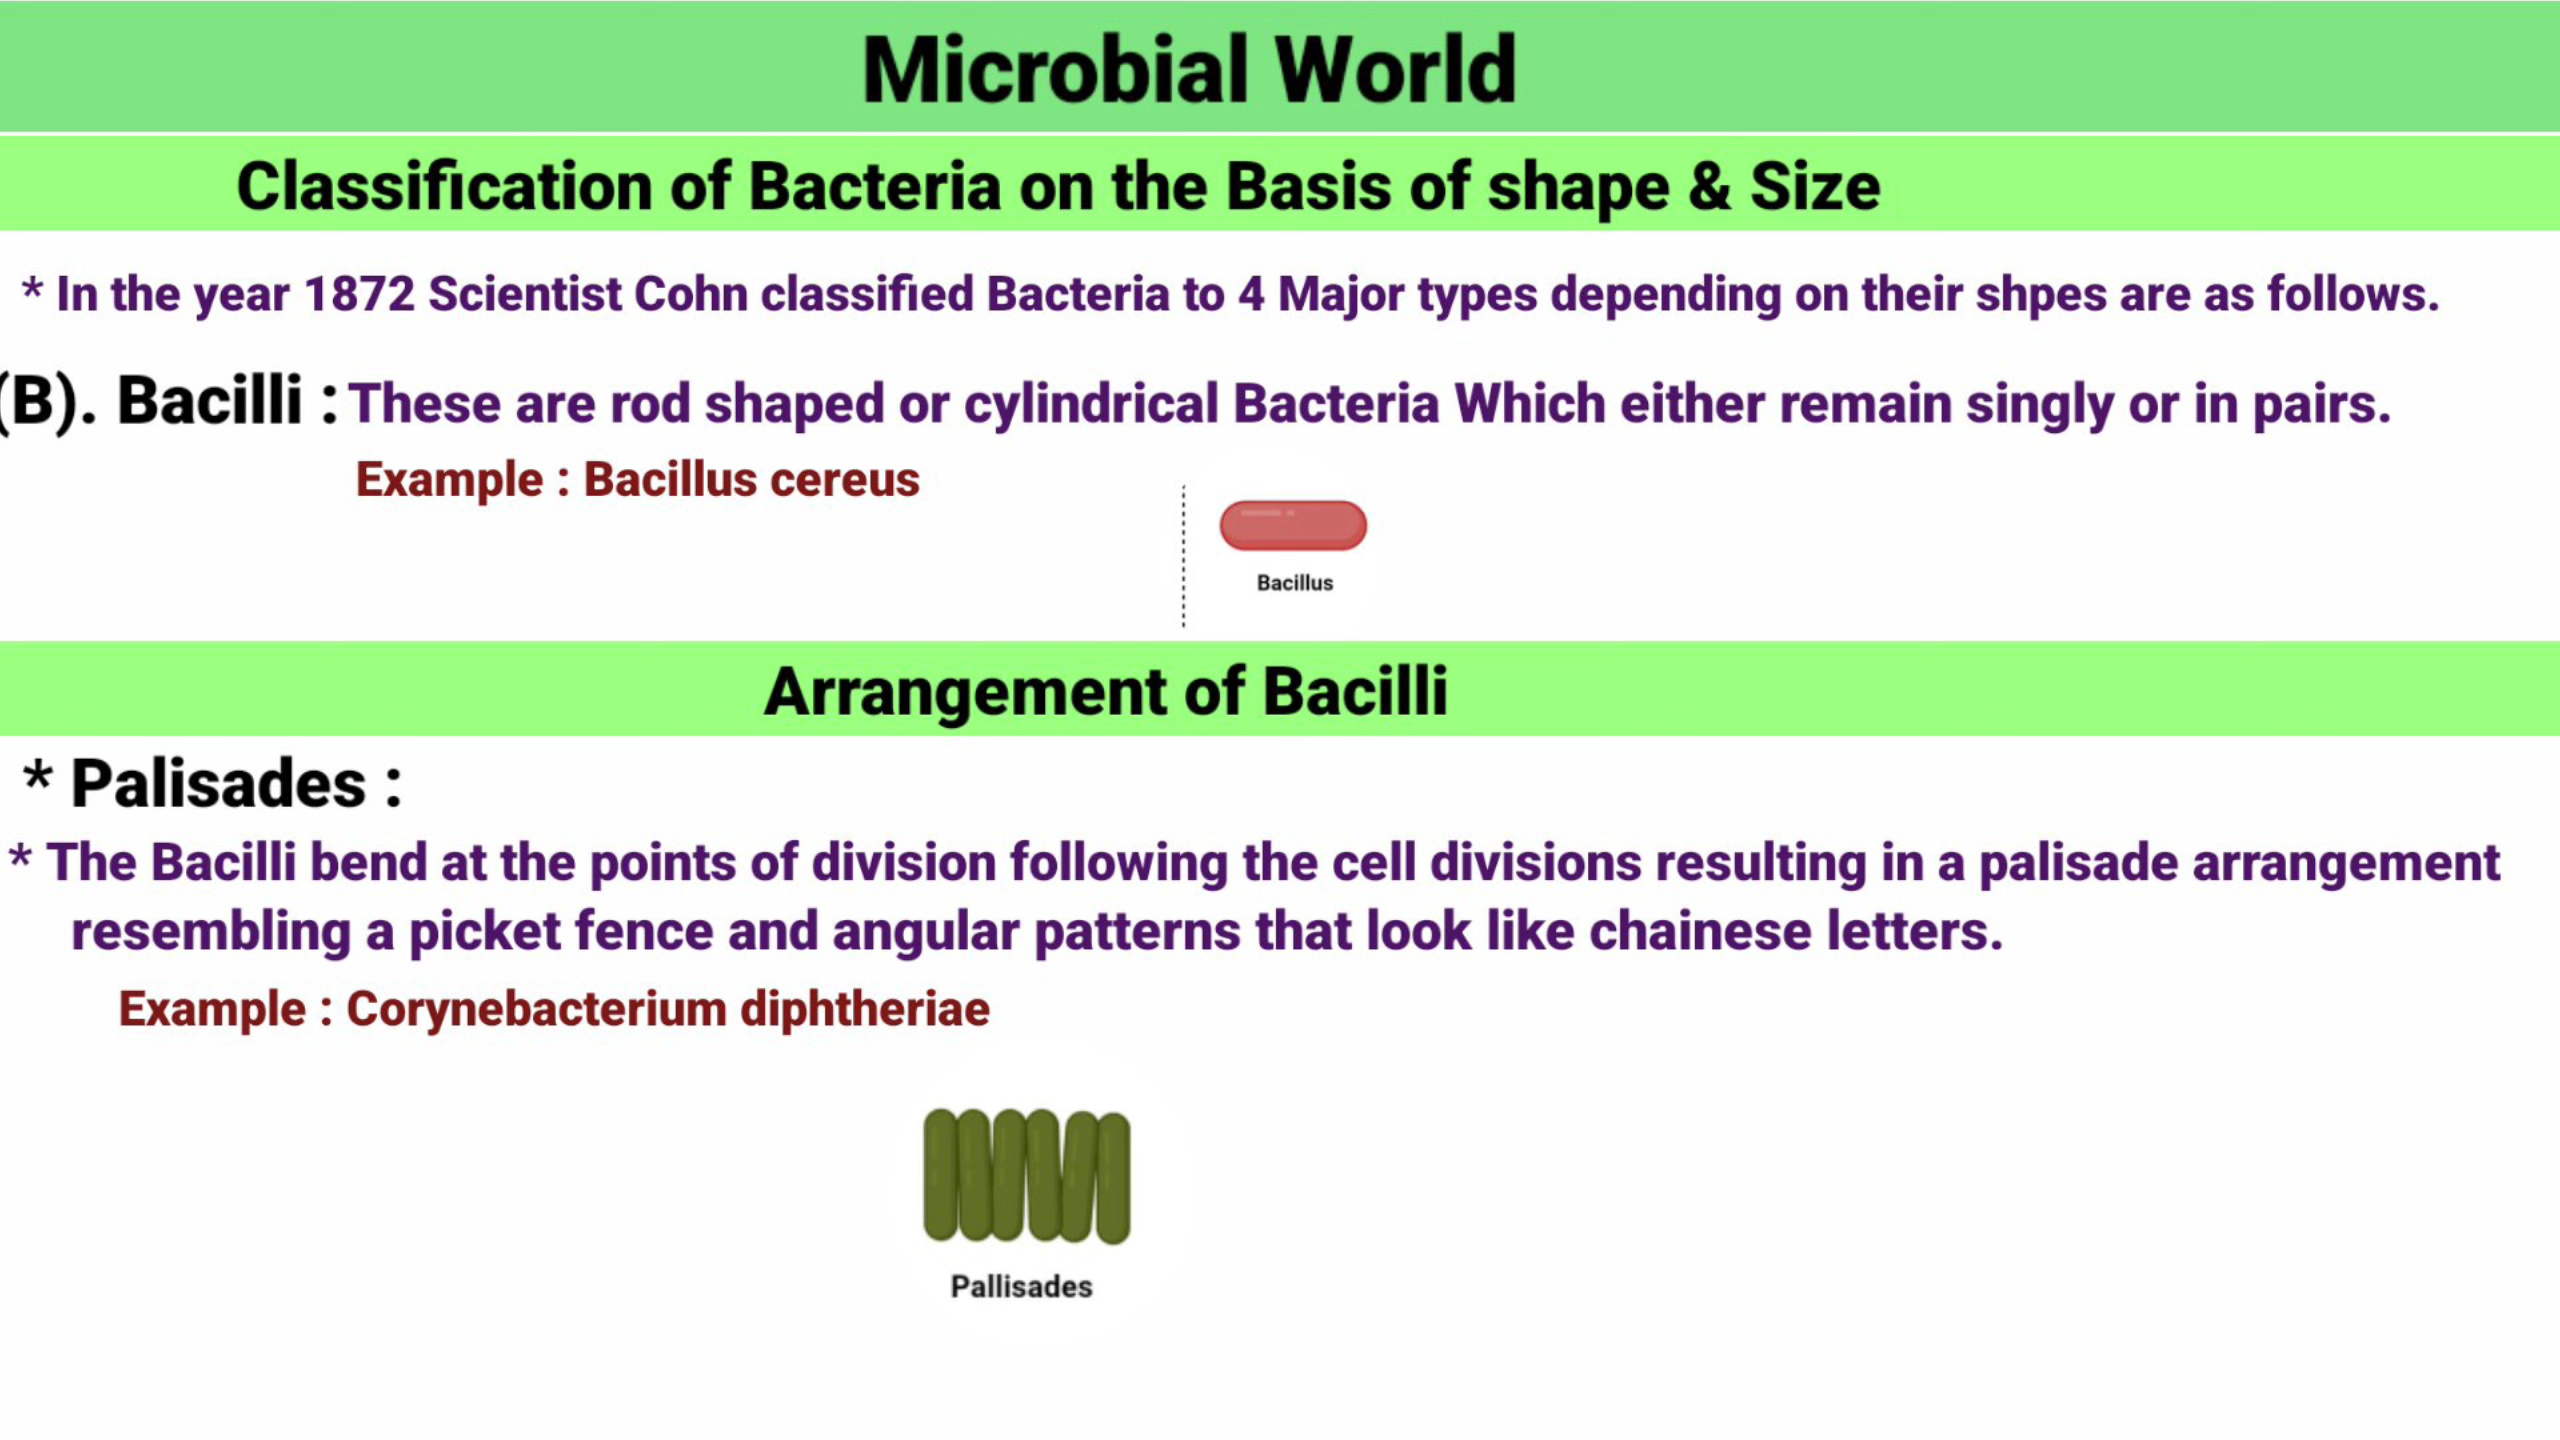 Microbial World
Classification of Bacteria on the Basis of shape & Size
* In the year 1872 Scientist Cohn classified Bacteria to 4 Major types depending on their shpes are as follows.
(B). Bacilli : These are rod shaped or cylindrical Bacteria Which either remain singly or in pairs.
Example : Bacillus cereus
Bacillus
Arrangement of Bacilli
* Palisades :
* The Bacilli bend at the points of division following the cell divisions resulting in a palisade arrangement
resembling a picket fence and angular patterns that look like chainese letters.
Example : Corynebacterium diphtheriae
Pallisades